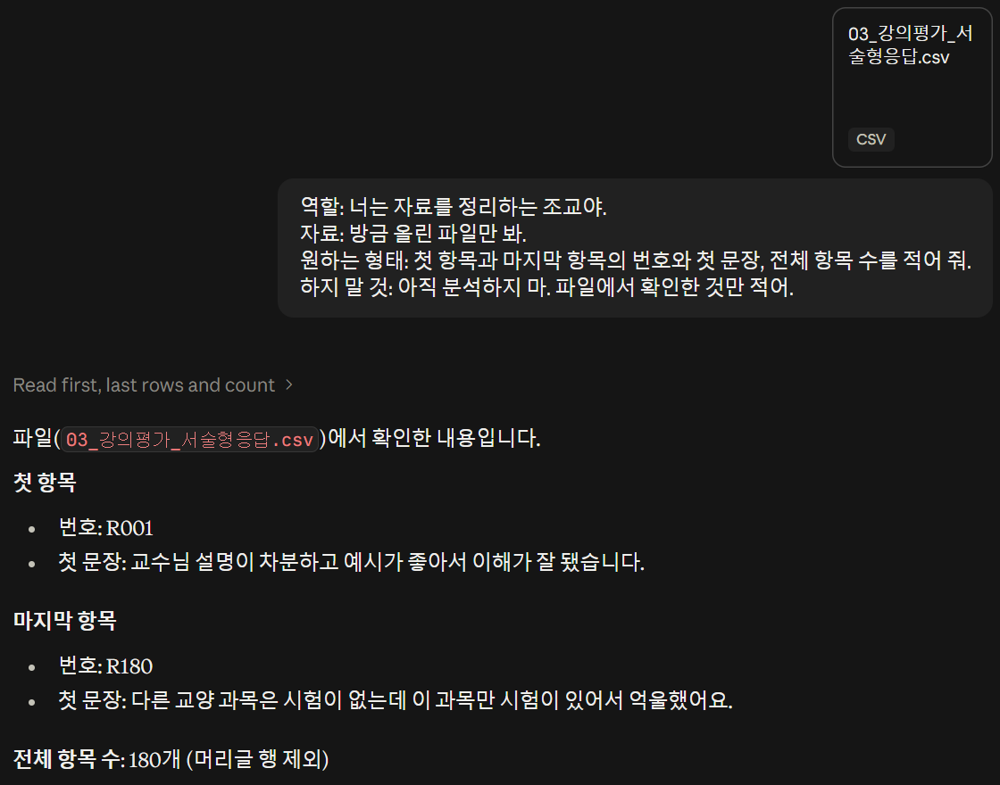 03_강의평가_서
술형응답.csv
CSV
역할: 너는 자료를 정리하는 조교야.
자료: 방금 올린 파일만 봐.
원하는 형태: 첫 항목과 마지막 항목의 번호와 첫 문장, 전체 항목 수를 적어 줘.
하지 말 것: 아직 분석하지 마. 파일에서 확인한 것만 적어.
Read first, last rows and count >
파일(03_강의평가_서술형응답.csv)에서 확인한 내용입니다.
첫 항목
• 번호: R001
• 첫 문장: 교수님 설명이 차분하고 예시가 좋아서 이해가 잘 됐습니다.
마지막 항목
• 번호: R180
• 첫 문장: 다른 교양 과목은 시험이 없는데 이 과목만 시험이 있어서 억울했어요.
전체 항목 수: 180개 (머리글 행 제외)